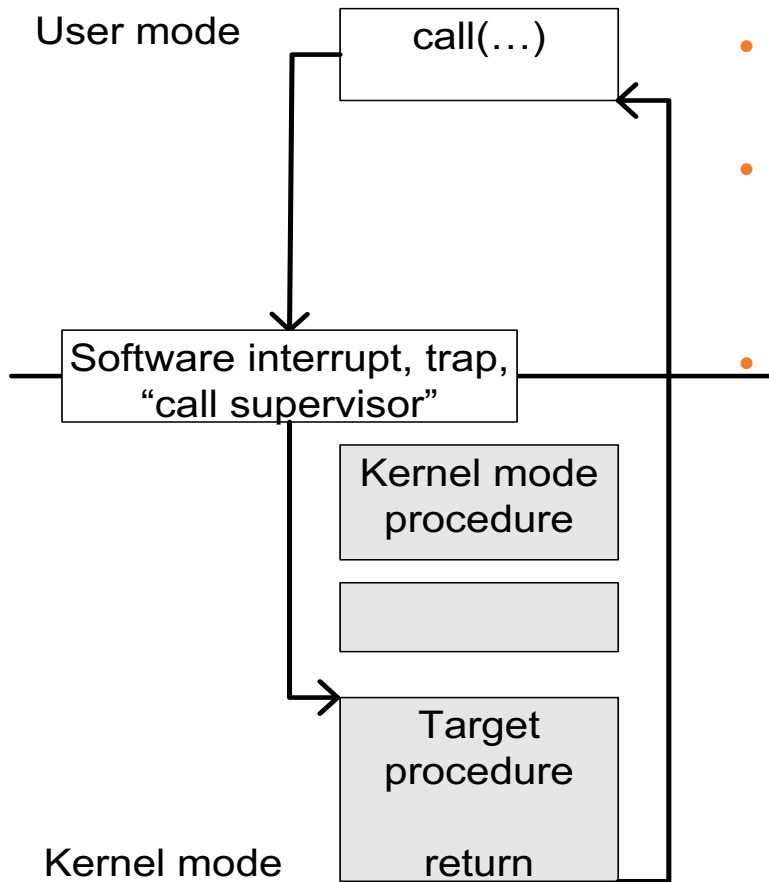 User mode
call(…)
Software interrupt, trap,
“call supervisor”
Kernel mode
procedure
Target
procedure
Kernel mode
return